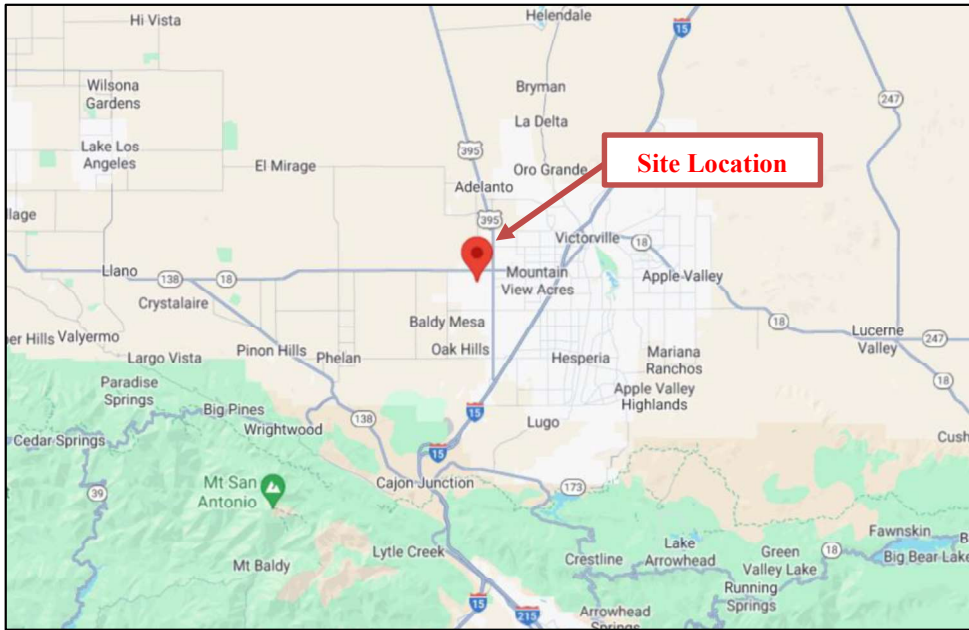 Hi Vista
Helendale
15
Wilsona
Gardens
Bryman
247
La Delta
Lake Los
Angeles
395
El Mirage
Oro Grande
Site Location
Adelanto
llage
395
Victorville
18
Llano
138
18
Mountain
View Acres
Apple Valley
Crystalaire
Baldy Mesa
18
er Hills
Valyermo
Largo Vista
Pinon Hills
Phelan
Oak Hills
Hesperia
Mariana
Ranchos
Lucerne
Valley
247
Paradise
Springs
Apple Valley
Highlands
18
Big Pines
15
138
Wrightwood
Lugo
Cedar Springs
Cush
15
Mt San
Antonio
Cajon Junction
173
39
Lytle Creek
Mt Baldy
Crestline
Lake
Arrowhead
Green
Valley Lake
18
Fawnskin
B
Big Bear Lake
Running
Springs
15
215
Arrowhead
Springs